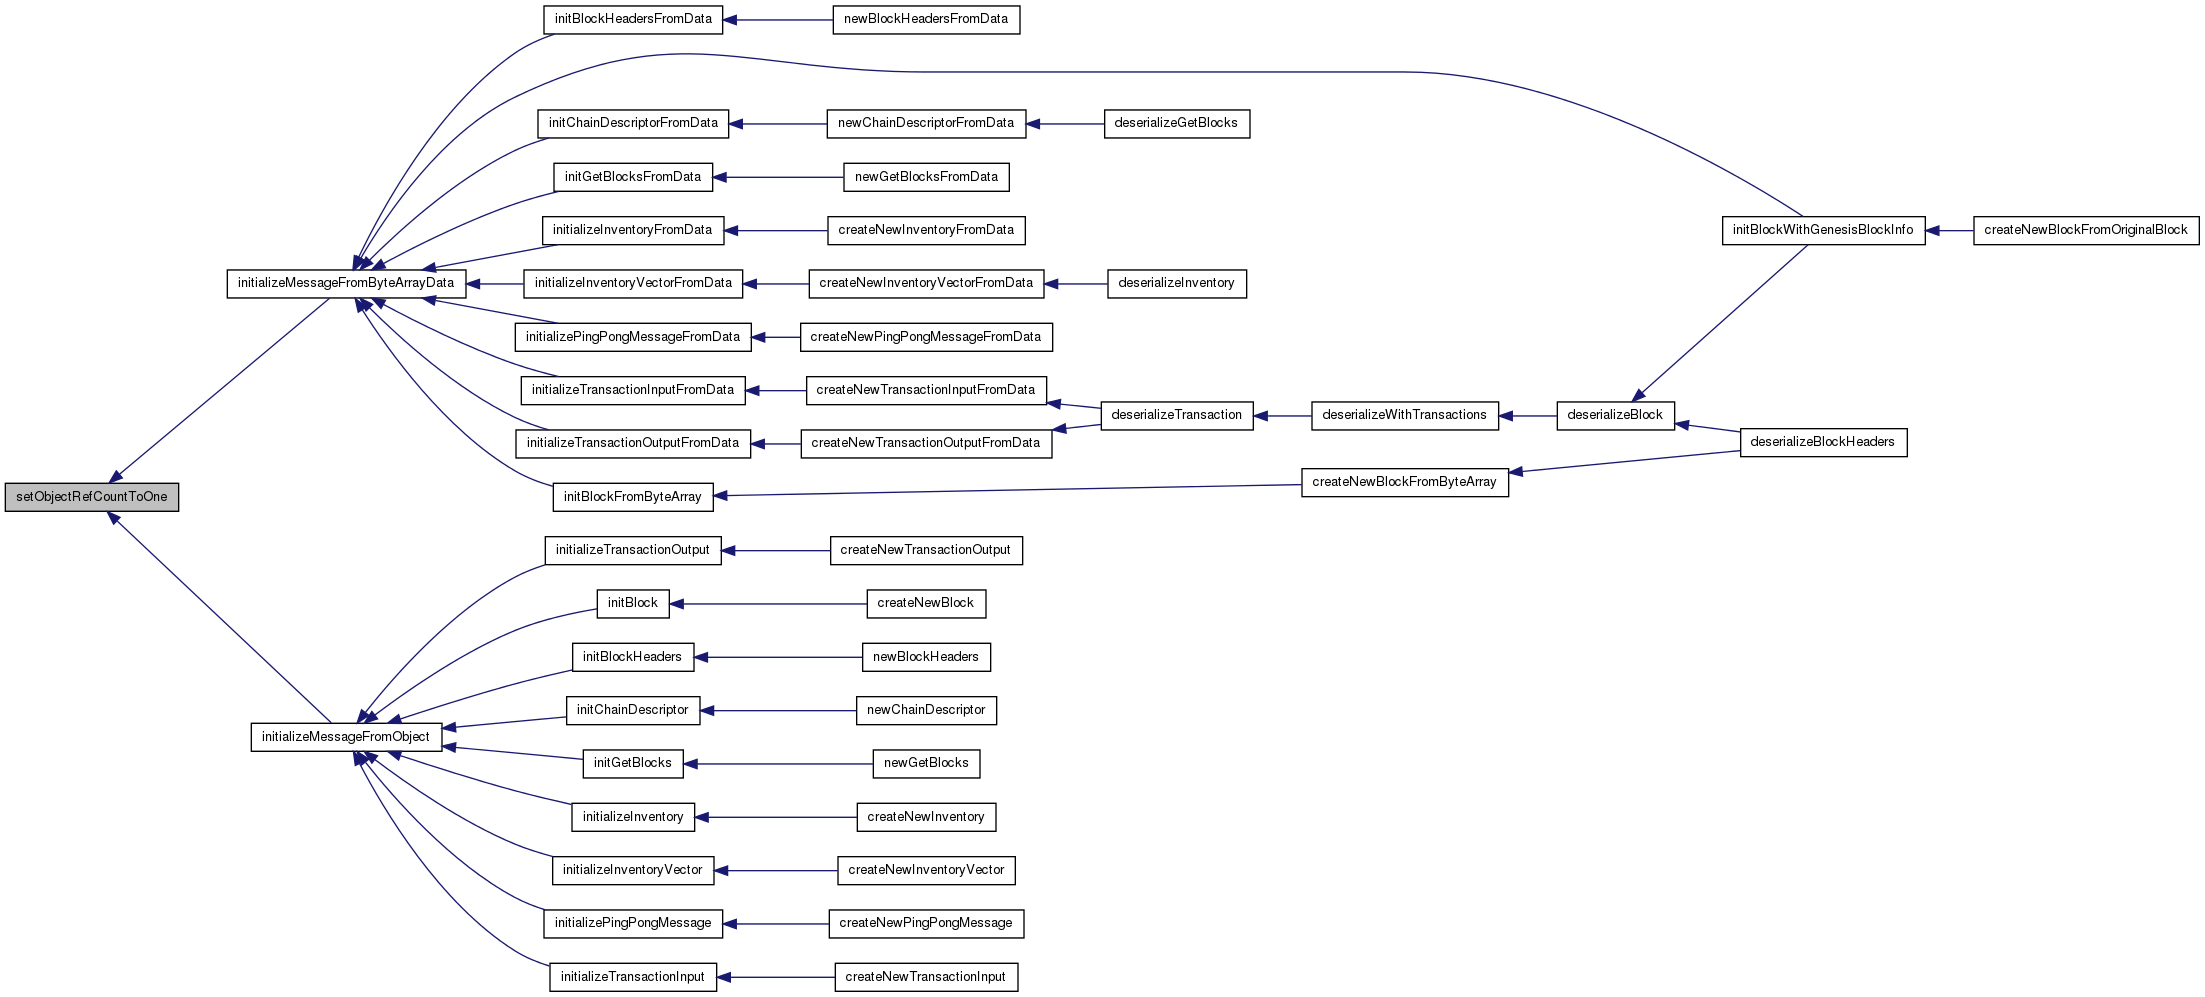 initBlockHeadersFromData
newBlockHeadersFromData
initChainDescriptorFromData
newChainDescriptorFromData
deserializeGetBlocks
initGetBlocksFromData
newGetBlocksFromData
initializeInventoryFromData
createNewInventoryFromData
initBlockWithGenesisBlockInfo
createNewBlockFromOriginalBlock
initializeMessageFromByteArrayData
initializeInventoryVectorFromData
createNewInventoryVectorFromData
deserializeInventory
initializePingPongMessageFromData
createNewPingPongMessageFromData
initializeTransactionInputFromData
createNewTransactionInputFromData
deserializeTransaction
deserializeWithTransactions
deserializeBlock
initializeTransactionOutputFromData
createNewTransactionOutputFromData
deserializeBlockHeaders
setObjectRefCountToOne
initBlockFromByteArray
createNewBlockFromByteArray
initializeTransactionOutput
createNewTransactionOutput
initBlock
createNewBlock
initBlockHeaders
newBlockHeaders
initChainDescriptor
newChainDescriptor
initializeMessageFromObject
initGetBlocks
newGetBlocks
initializeInventory
createNewInventory
initializeInventoryVector
createNewInventoryVector
initializePingPongMessage
createNewPingPongMessage
initializeTransactionInput
createNewTransactionInput